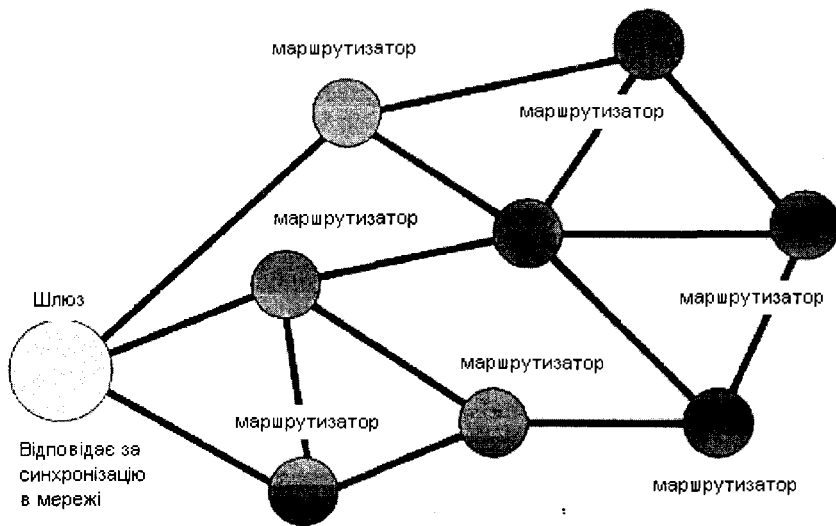 маршрутизатор
маршрутизатор
маршрутизатор
Шлюз
маршрутизатор
маршрутизатор
маршрутизатор
Відповідає за
синхронізацію
в мережі
маршрутизатор